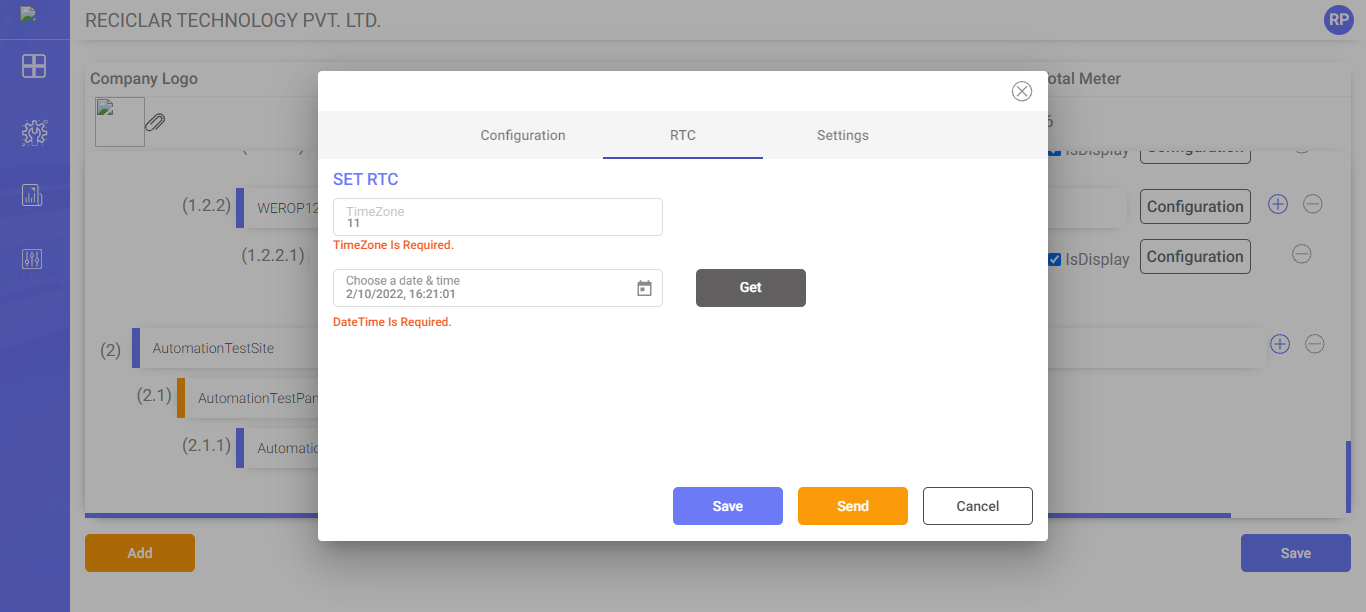 RECICLAR TECHNOLOGY PVT. LTD.
RP
Company Logo
otal Meter
6
Configuration
RTC
Settings
IsDisplay
Configuration
SET RTC
(1.2.2)
WEROP12
TimeZone
11
Configuration
TimeZone Is Required.
(1.2.2.1)
IsDisplay
Configuration
Choose a date & time
2/10/2022, 16:21:01
Get
DateTime Is Required.
(2)
AutomationTestSite
(2.1)
AutomationTestPan
(2.1.1)
Automatic
Save
Send
Cancel
Add
Save